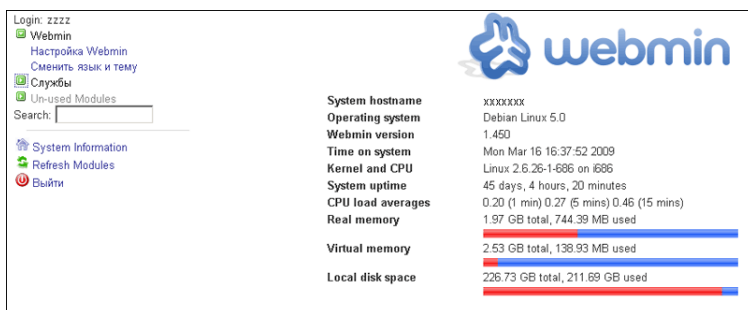 Login: zzzz
Webmin
Настройка Webmin
Сменить язык и тему
Службы
Un-used Modules
Search:
System Information
Refresh Modules
Выйти
webmin
System hostname xxxxxxx
Operating system Debian Linux 5.0
Webmin version 1.450
Time on system Mon Mar 16 16:37:52 2009
Kernel and CPU Linux 2.6.26-1-686 on i686
System uptime 45 days, 4 hours, 20 minutes
CPU load averages 0.20 (1 min) 0.27 (5 mins) 0.46 (15 mins)
Real memory 1.97 GB total, 744.39 MB used
Virtual memory 2.53 GB total, 138.93 MB used
Local disk space 226.73 GB total, 211.69 GB used